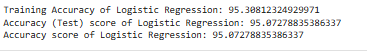 Training Accuracy of Logistic Regression: 95.30812324929971
Accuracy (Test) score of Logistic Regression: 95.07278835386337
Accuracy score of Logistic Regression: 95.07278835386337